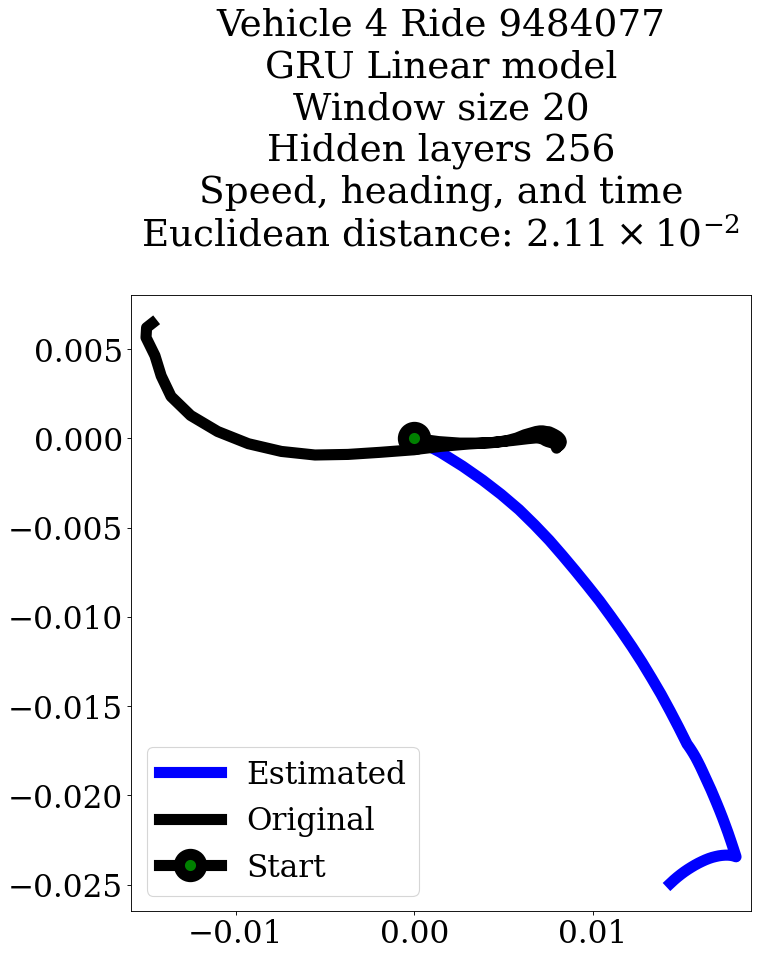 Vehicle 4 Ride 9484077
GRU Linear model
Window size 20
Hidden layers 256
Speed, heading, and time
Euclidean distance: 2.11 × 10⁻²
0.005
0.000
−0.005
−0.010
−0.015
−0.020
−0.025
Estimated
Original
Start
−0.01 0.00 0.01